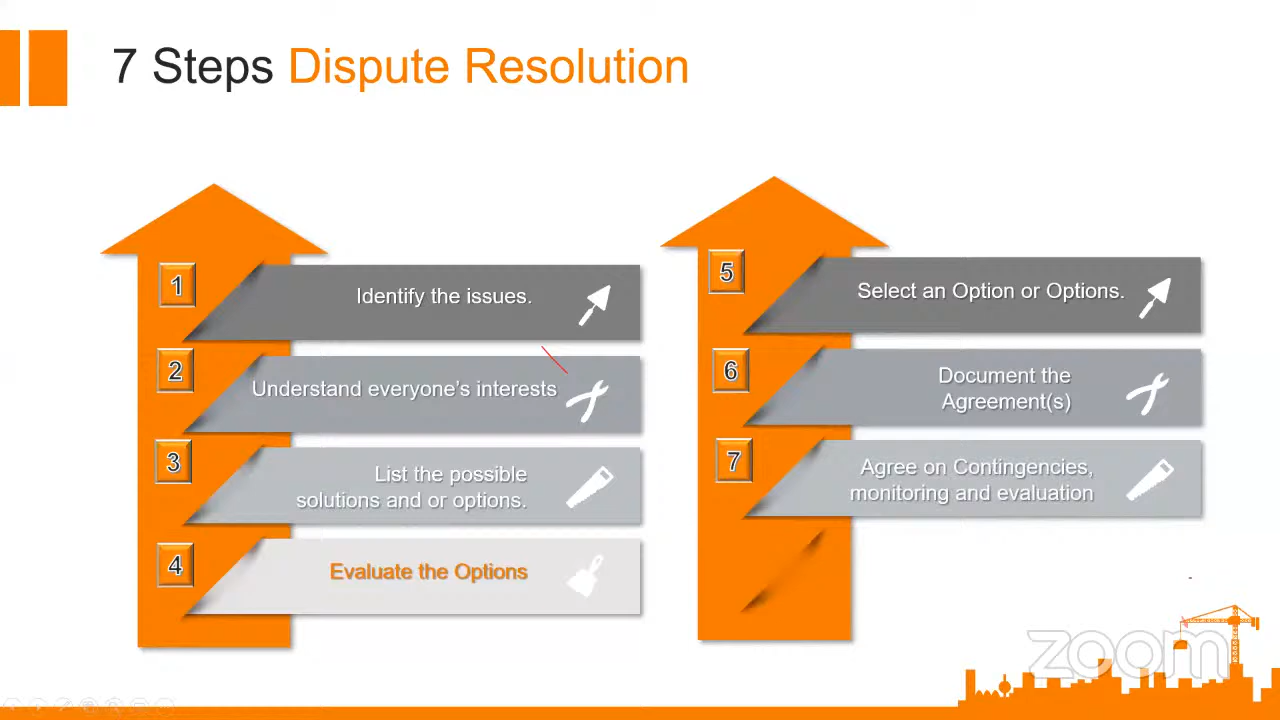 7 Steps Dispute Resolution
1
Identify the issues.
2
Understand everyone's interests
3
List the possible
solutions and or options.
4
Evaluate the Options
5
Select an Option or Options.
6
Document the
Agreement(s)
7
Agree on Contingencies,
monitoring and evaluation
zoom